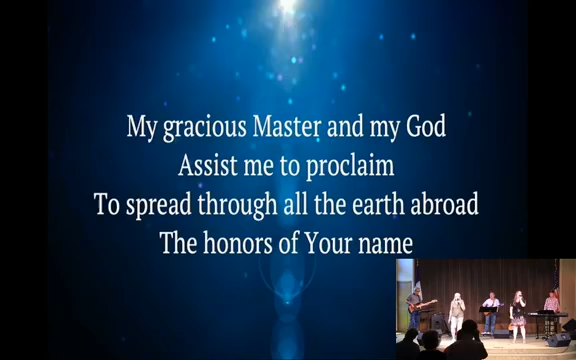 My gracious Master and my God
Assist me to proclaim
To spread through all the earth abroad
The honors of Your name